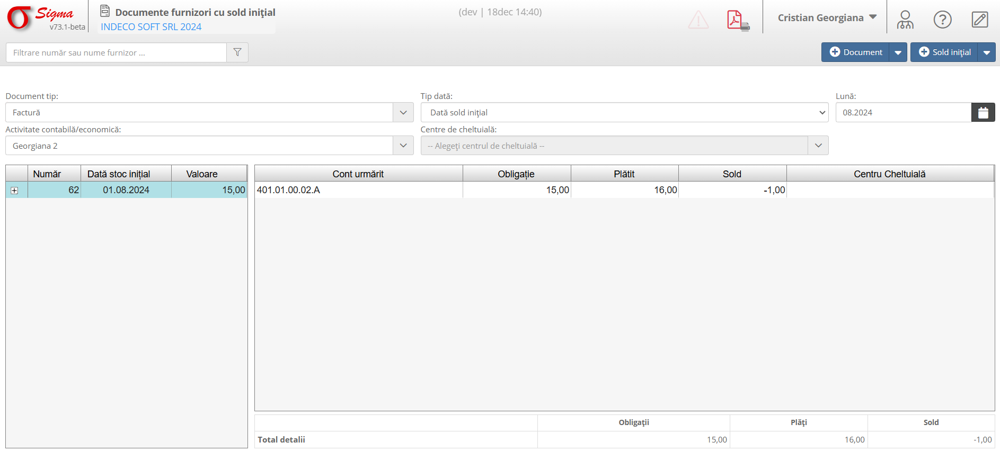 Sigma
v73.1-beta
Documente furnizori cu sold inițial
INDECO SOFT SRL 2024
(dev | 18dec 14:40)
Cristian Georgiana
Filtrare număr sau nume furnizor ...
Document
Sold inițial
Document tip:
Tip dată:
Lună:
Factură
Dată sold inițial
08.2024
Activitate contabilă/economică:
Centre de cheltuială:
Georgiana 2
-- Alegeți centrul de cheltuială --
Număr Dată stoc inițial Valoare
62 01.08.2024 15,00
Cont urmărit Obligație Plătit Sold Centru Cheltuială
401.01.00.02.A 15,00 16,00 -1,00
Obligații Plăți Sold
Total detalii 15,00 16,00 -1,00